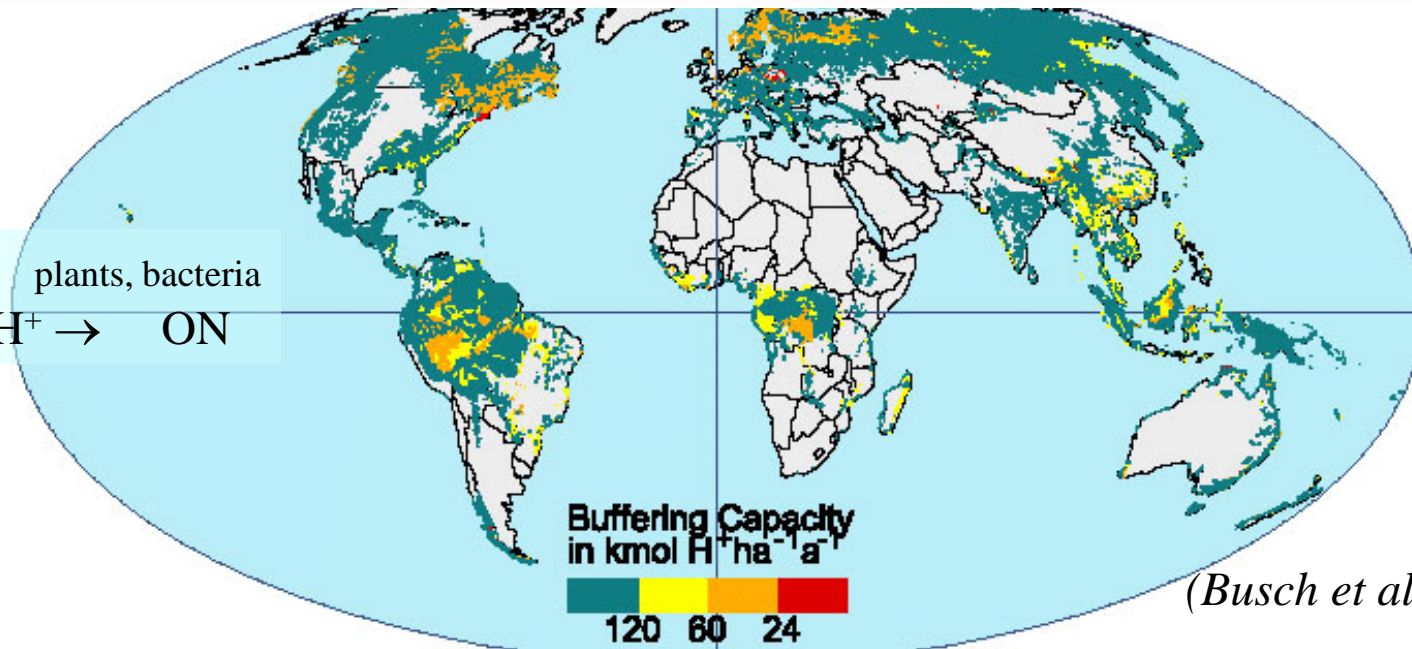 plants, bacteria
H⁺ → ON
Buffering Capacity
in kmol H⁺ha⁻¹a⁻¹
120 60 24
(Busch et al